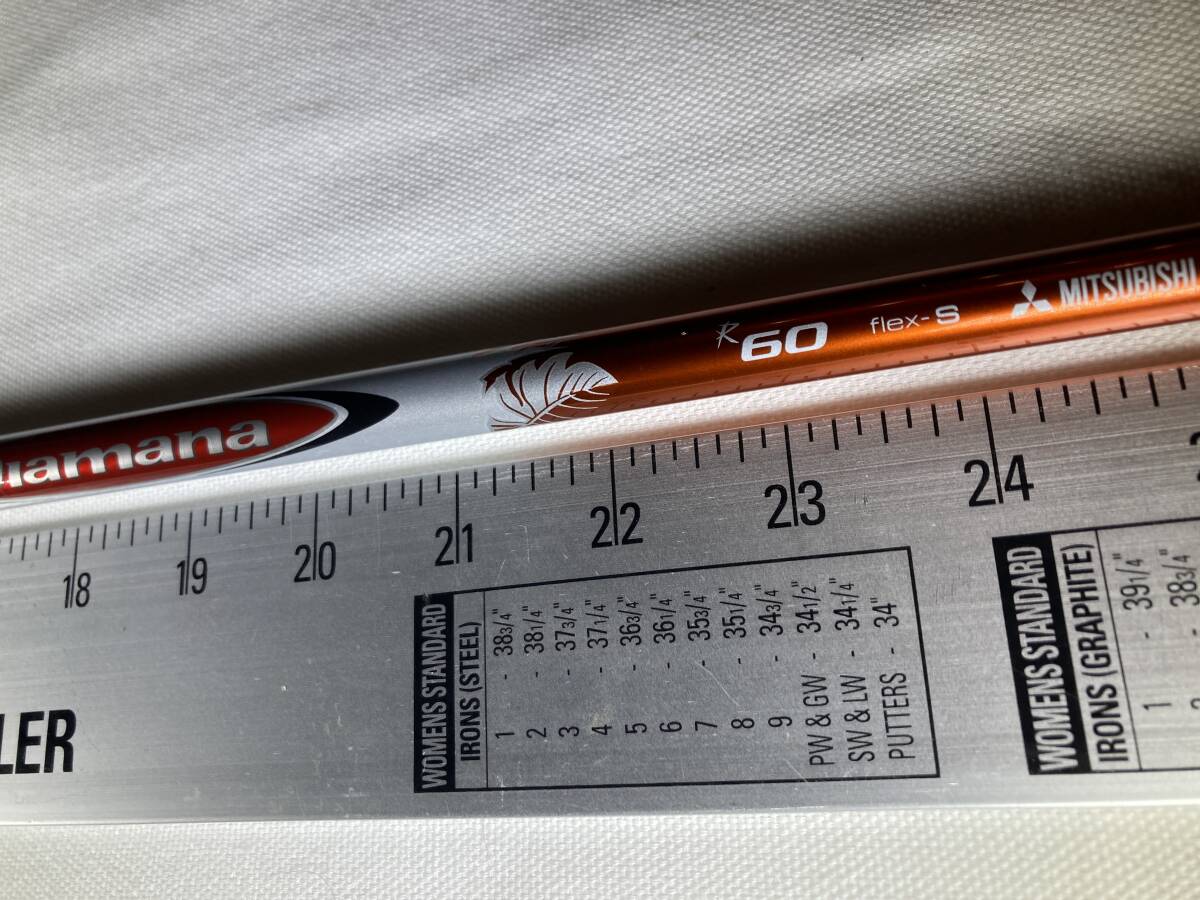 uamana
R60 flex-S MITSUBISHI
18 19 20 21 22 23 24
LER
WOMENS STANDARD
IRONS (STEEL)
1 - 38 3/4"
2 - 38 1/4"
3 - 37 3/4"
4 - 37 1/4"
5 - 36 3/4"
6 - 36 1/4"
7 - 35 3/4"
8 - 35 1/4"
9 - 34 3/4"
PW & GW - 34 1/2"
SW & LW - 34 1/4"
PUTTERS - 34"
WOMENS STANDARD
IRONS (GRAPHITE)
1 - 39 1/4"
38 3/4"